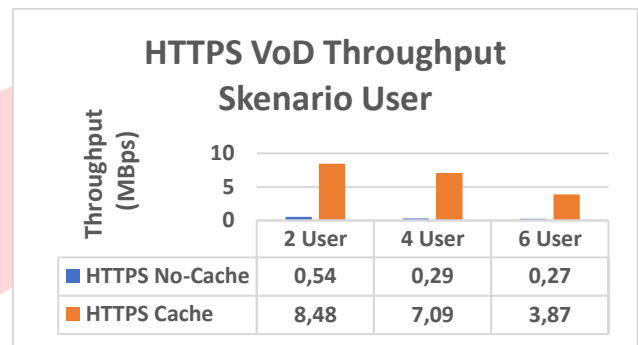 HTTPS VoD Throughput
Skenario User
Throughput
(MBps)
10
5
0
2 User 4 User 6 User
HTTPS No-Cache 0,54 0,29 0,27
HTTPS Cache 8,48 7,09 3,87